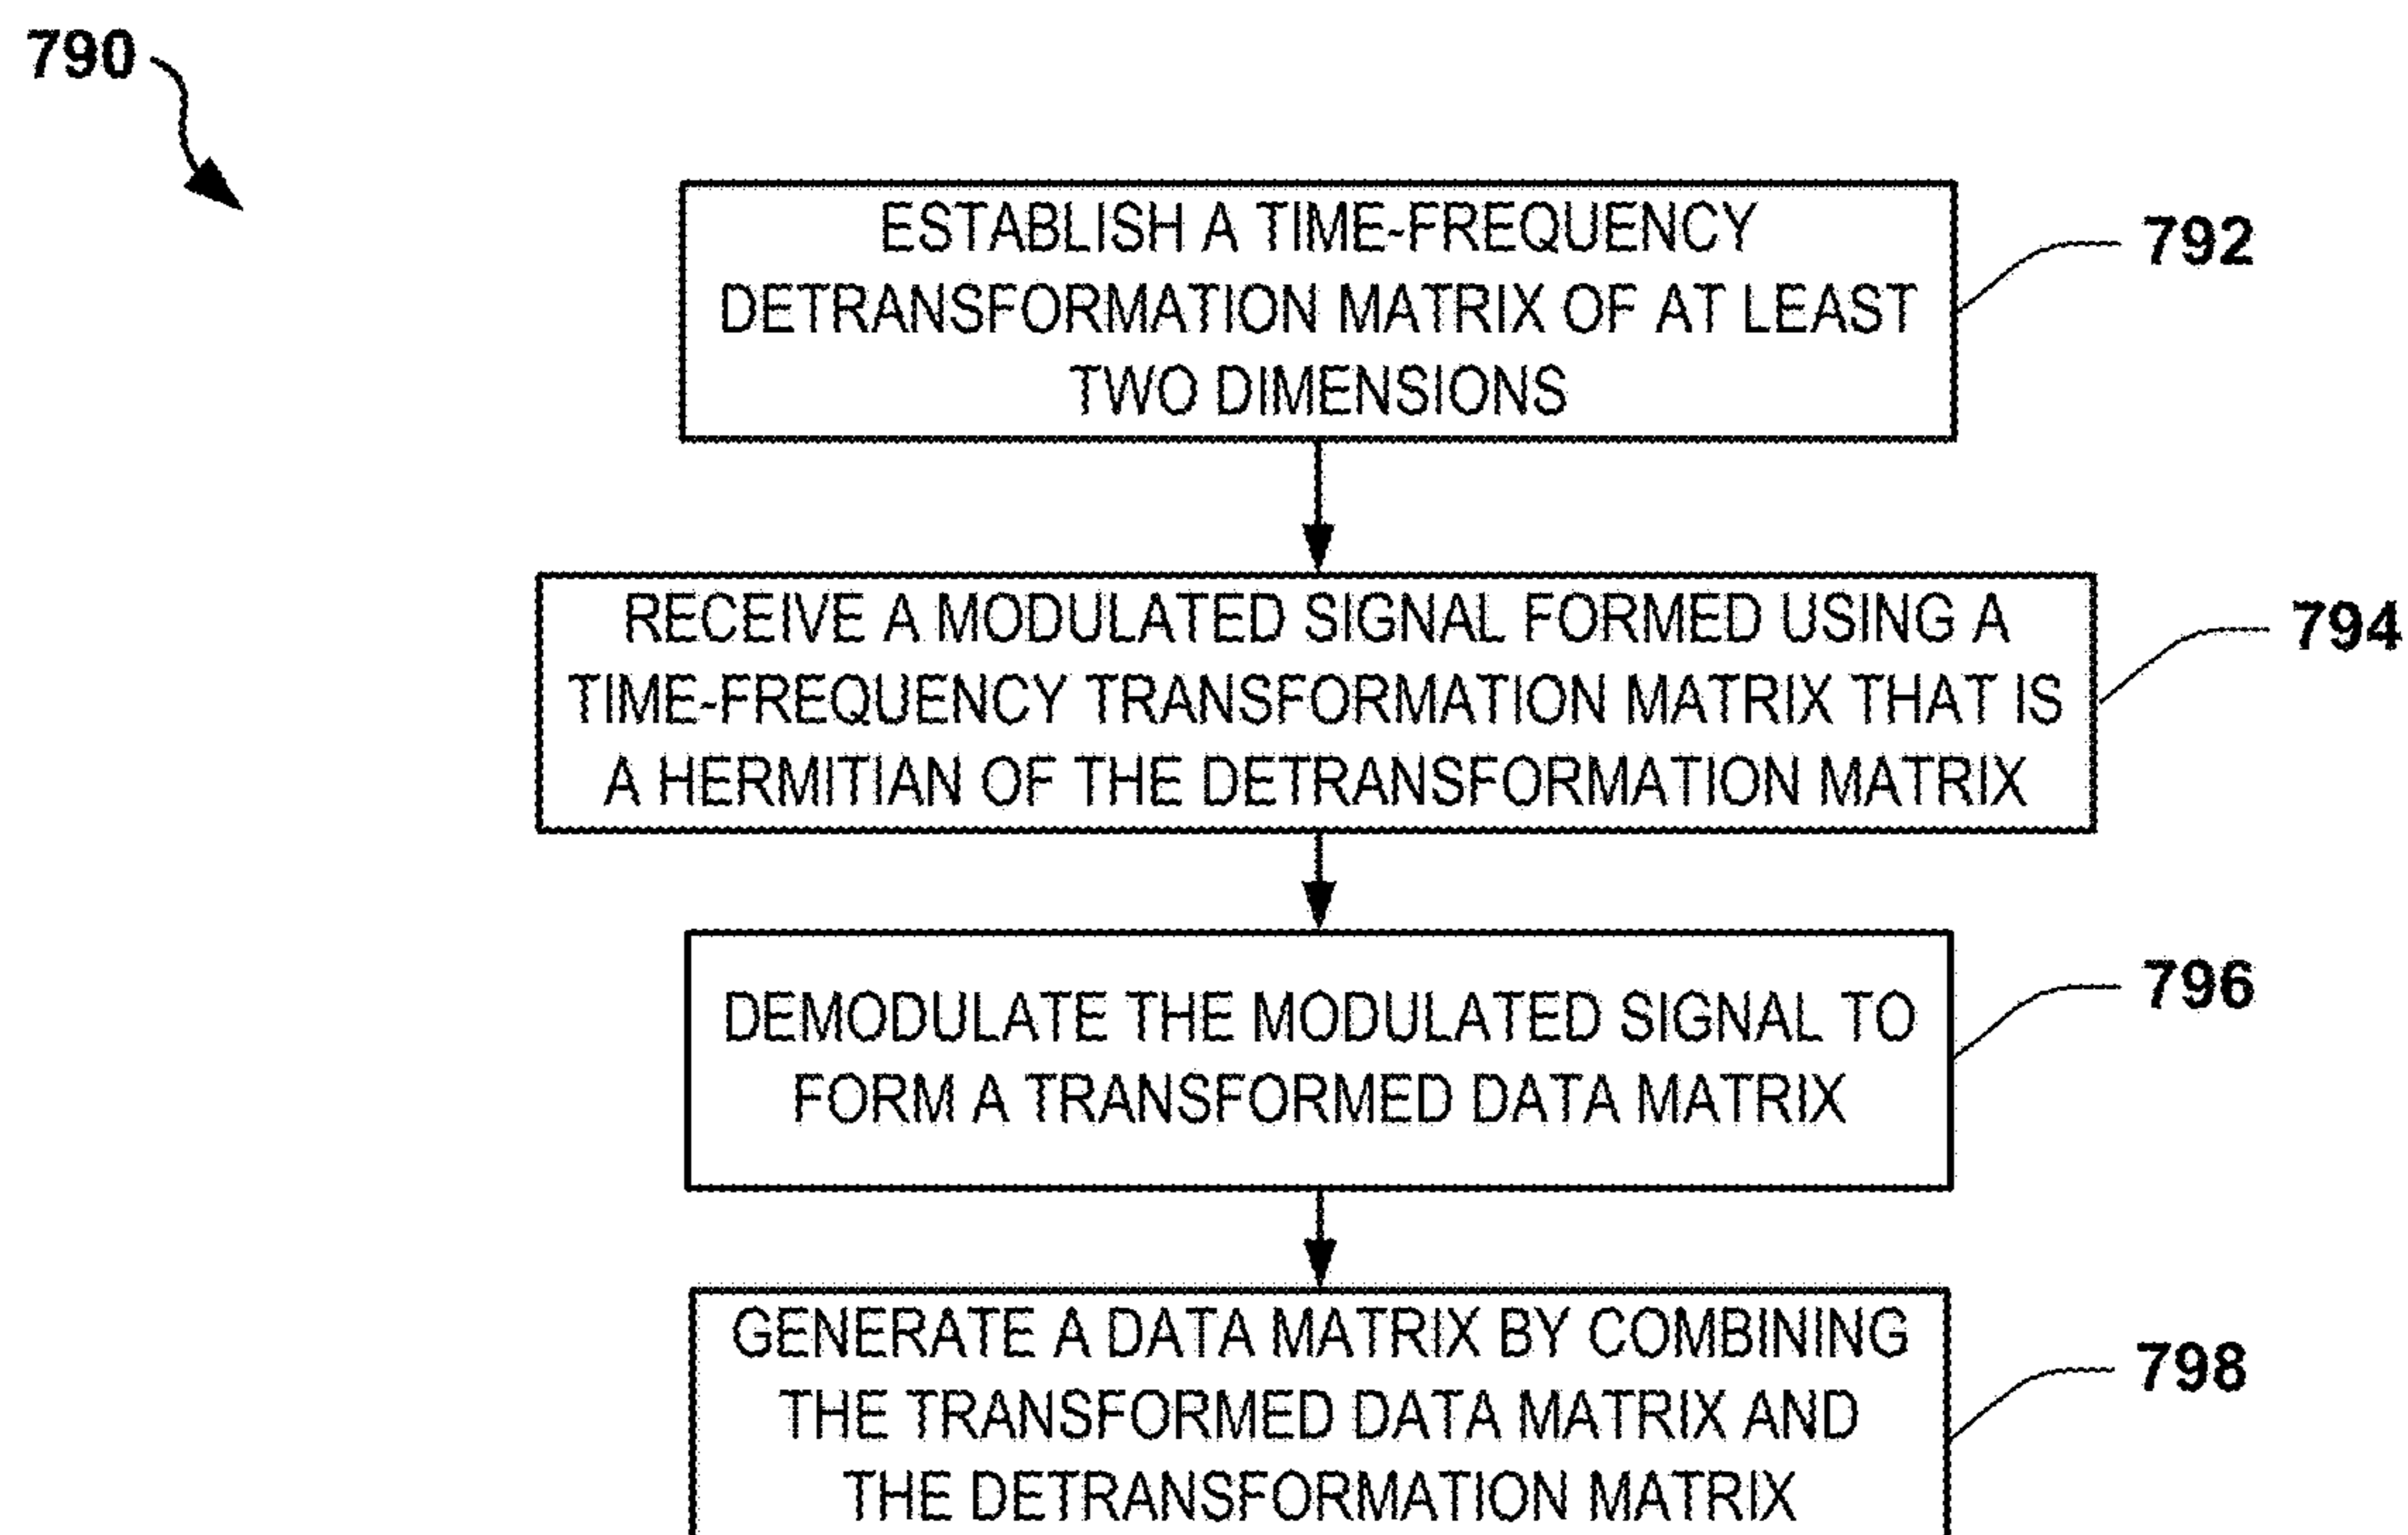 790
ESTABLISH A TIME-FREQUENCY
DETRANSFORMATION MATRIX OF AT LEAST
TWO DIMENSIONS
792
RECEIVE A MODULATED SIGNAL FORMED USING A
TIME-FREQUENCY TRANSFORMATION MATRIX THAT IS
A HERMITIAN OF THE DETRANSFORMATION MATRIX
794
DEMODULATE THE MODULATED SIGNAL TO
FORM A TRANSFORMED DATA MATRIX
796
GENERATE A DATA MATRIX BY COMBINING
THE TRANSFORMED DATA MATRIX AND
THE DETRANSFORMATION MATRIX
798